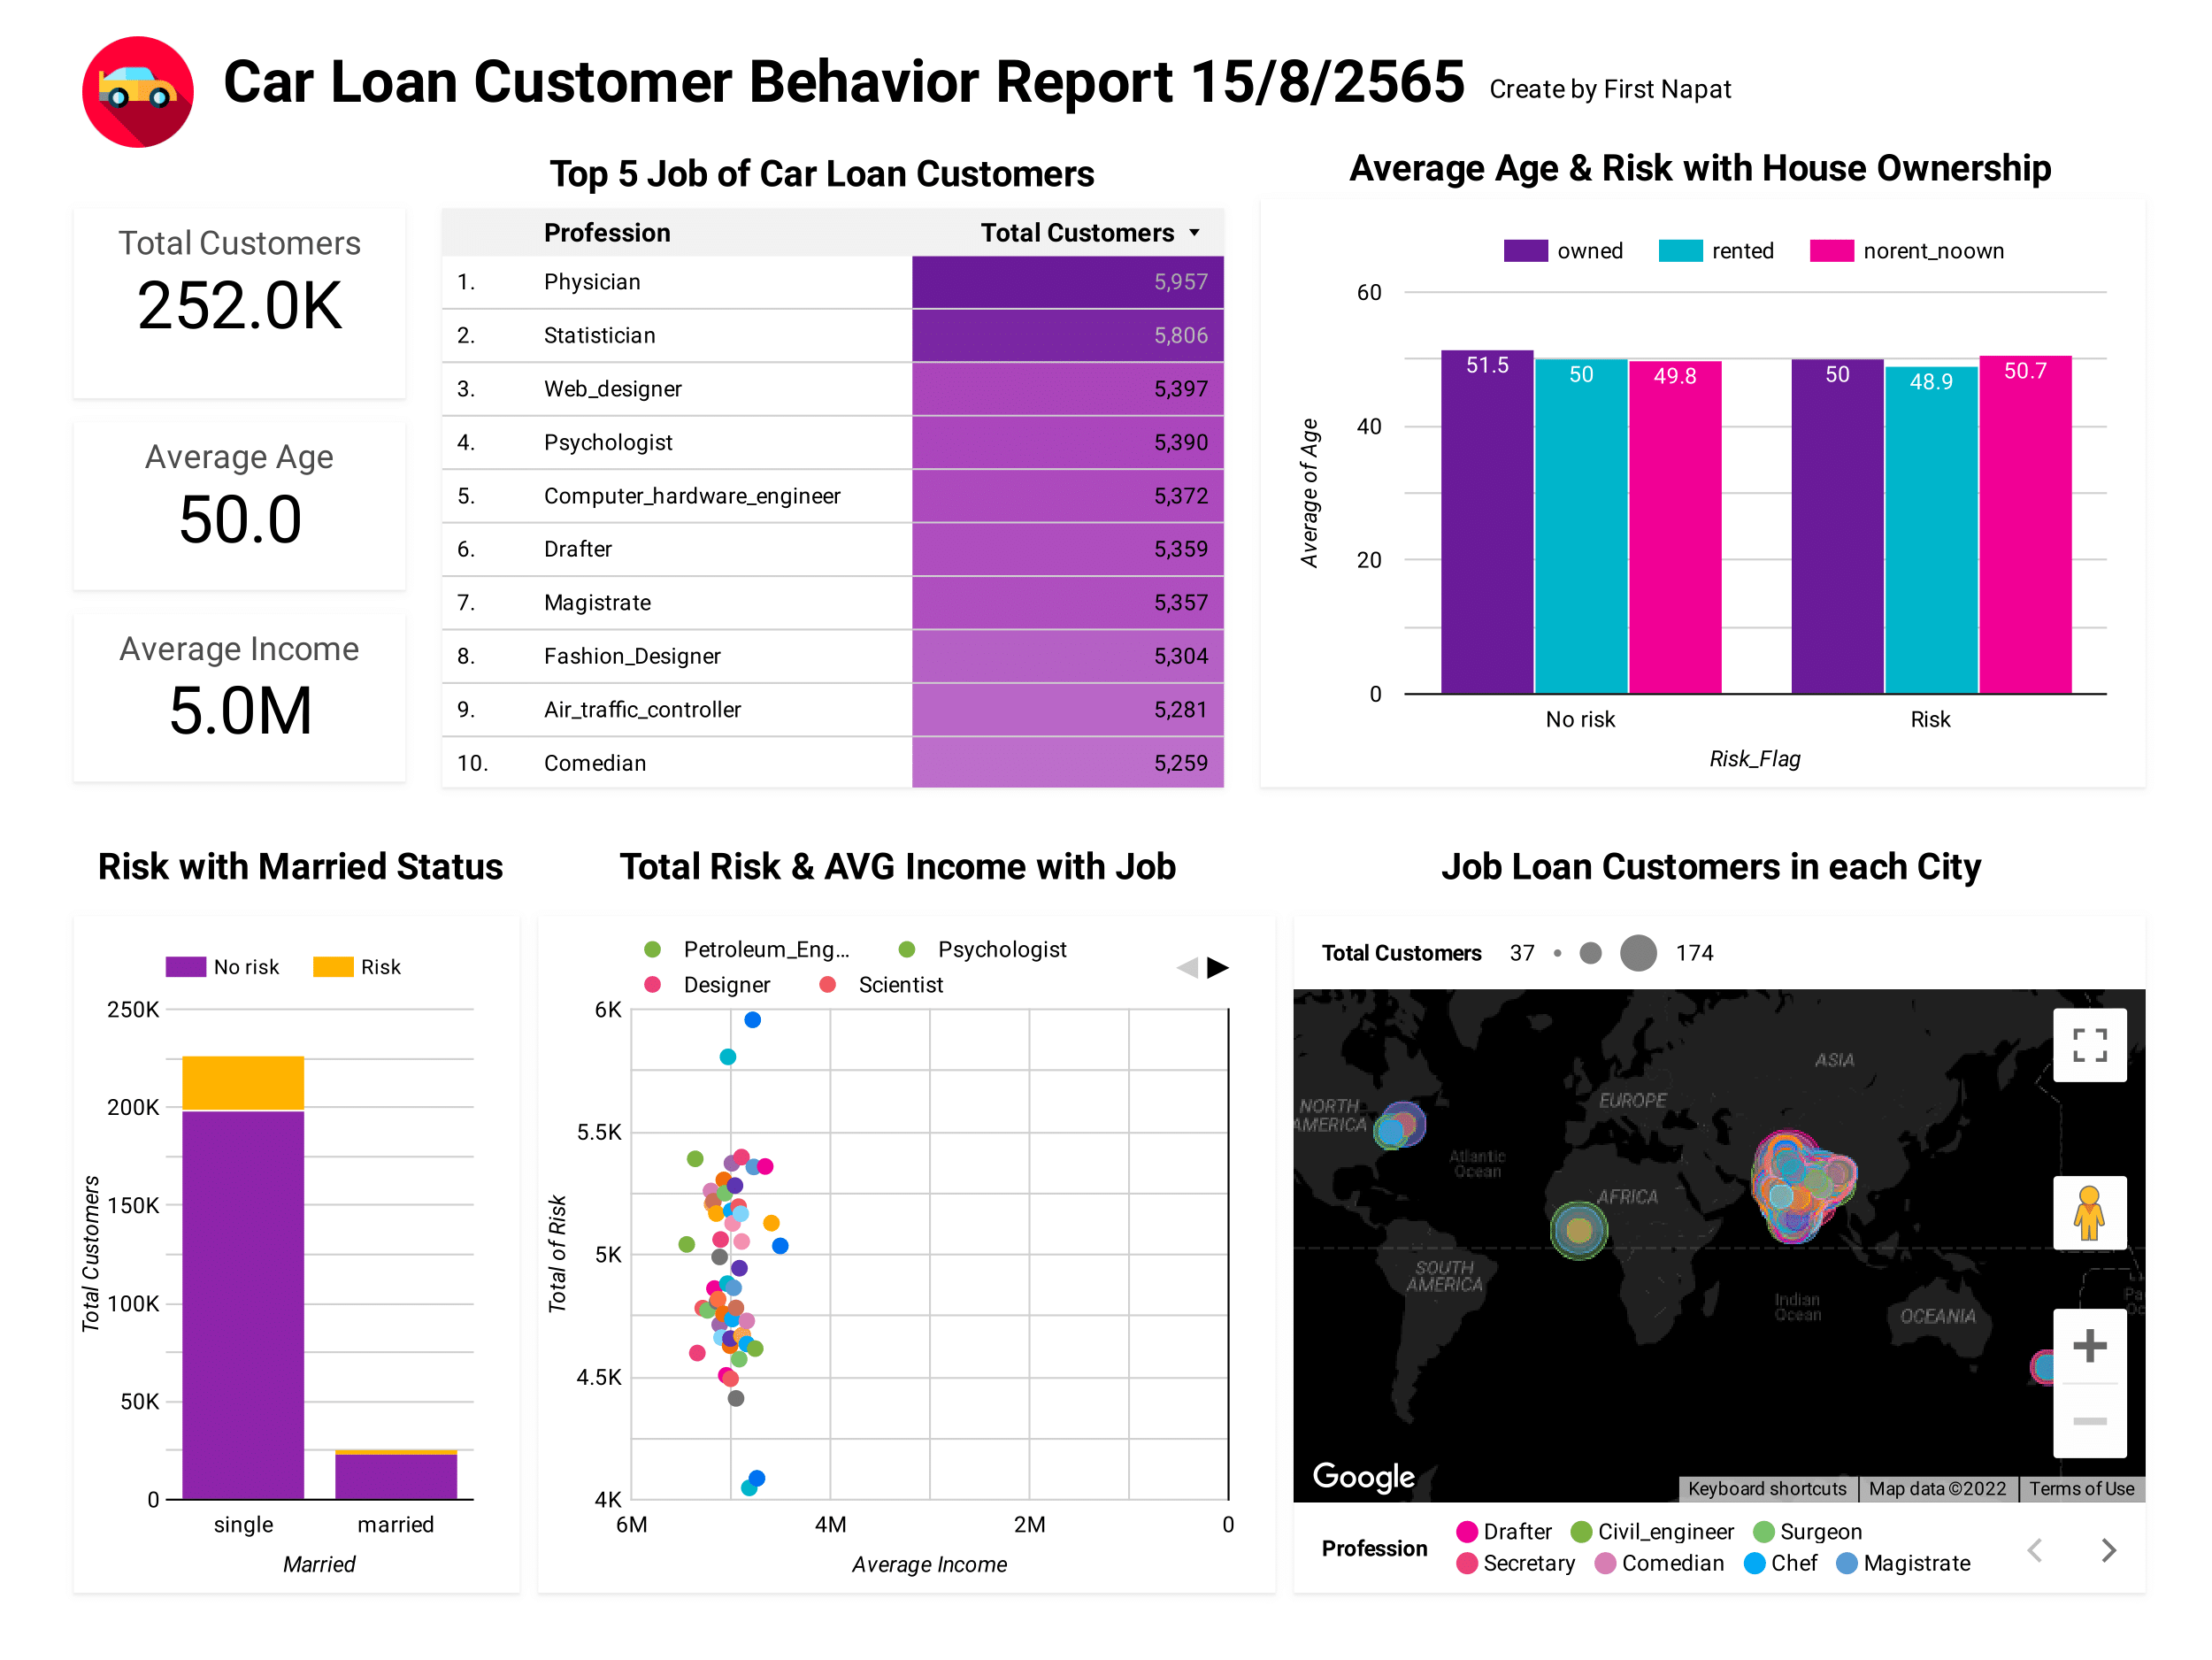 Car Loan Customer Behavior Report 15/8/2565 Create by First Napat
Total Customers
252.0K
Average Age
50.0
Average Income
5.0M
Top 5 Job of Car Loan Customers
Profession Total Customers
1. Physician 5,957
2. Statistician 5,806
3. Web_designer 5,397
4. Psychologist 5,390
5. Computer_hardware_engineer 5,372
6. Drafter 5,359
7. Magistrate 5,357
8. Fashion_Designer 5,304
9. Air_traffic_controller 5,281
10. Comedian 5,259
Average Age & Risk with House Ownership
owned rented norent_noown
60
40
20
0
Average of Age
51.5 50 49.8 50 48.9 50.7
No risk Risk
Risk_Flag
Risk with Married Status
No risk Risk
250K
200K
150K
100K
50K
0
Total Customers
single married
Married
Total Risk & AVG Income with Job
Petroleum_Eng... Psychologist
Designer Scientist
6K
5.5K
5K
4.5K
4K
Total of Risk
6M 4M 2M 0
Average Income
Job Loan Customers in each City
Total Customers 37 174
ASIA
EUROPE
NORTH
AMERICA
Atlantic
Ocean
AFRICA
SOUTH
AMERICA
Indian
Ocean
OCEANIA
Pa
Oc
Google
Keyboard shortcuts Map data ©2022 Terms of Use
Profession
Drafter Civil_engineer Surgeon
Secretary Comedian Chef Magistrate